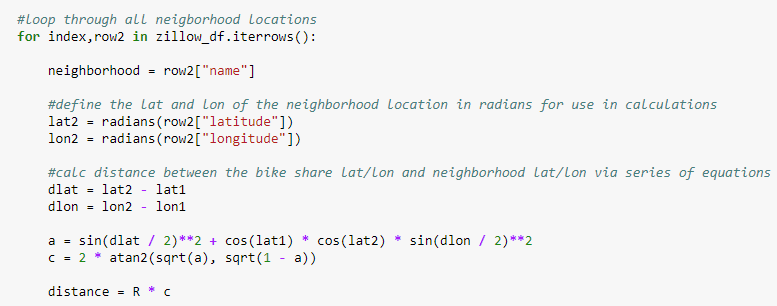 #loop through all neigborhood locations
for index,row2 in zillow_df.iterrows():
neighborhood = row2["name"]
#define the lat and lon of the neighborhood location in radians for use in calculations
lat2 = radians(row2["latitude"])
lon2 = radians(row2["longitude"])
#calc distance between the bike share lat/lon and neighborhood lat/lon via series of equations
dlat = lat2 - lat1
dlon = lon2 - lon1
a = sin(dlat / 2)**2 + cos(lat1) * cos(lat2) * sin(dlon / 2)**2
c = 2 * atan2(sqrt(a), sqrt(1 - a))
distance = R * c